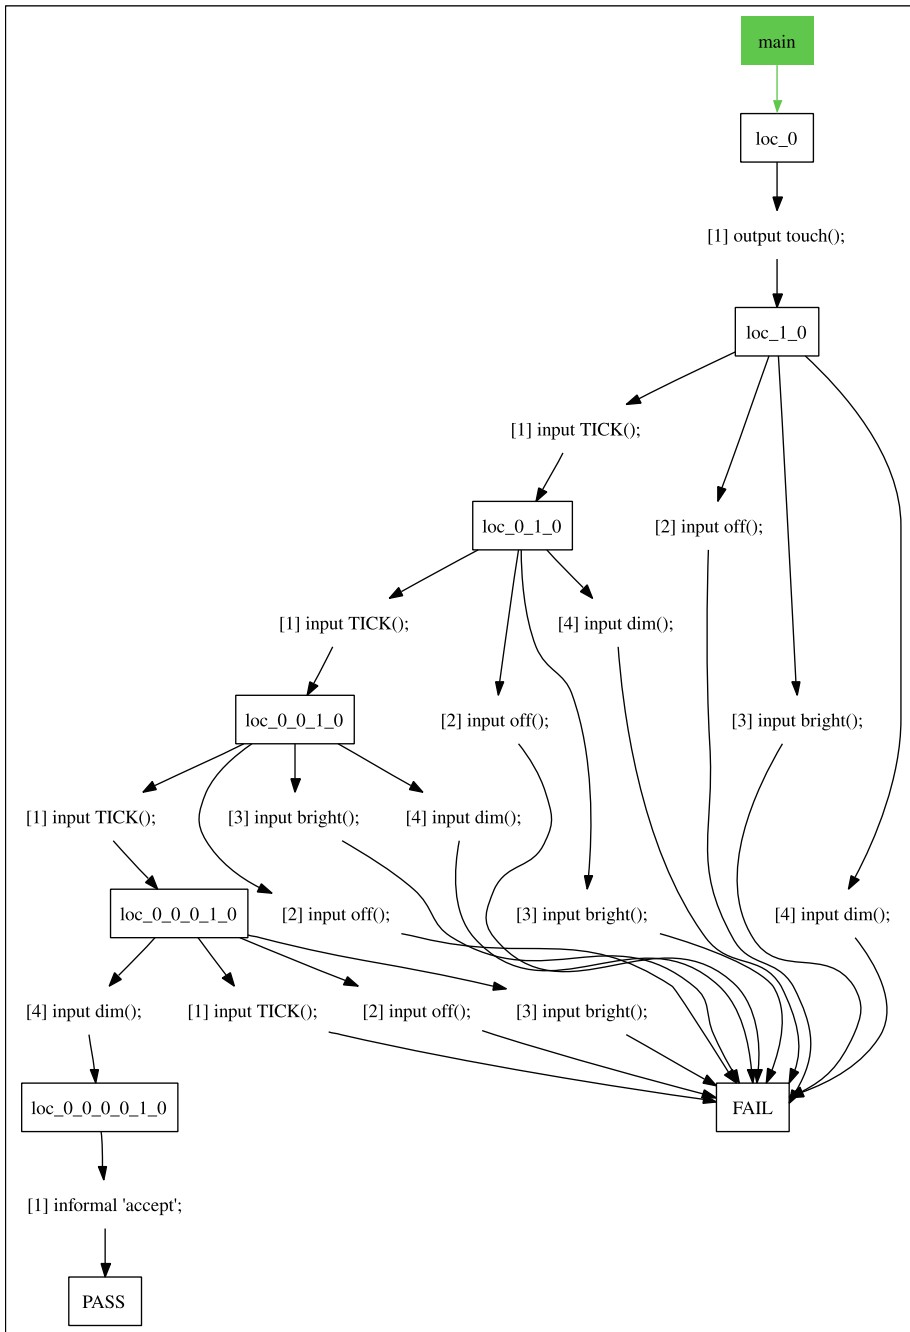 main
loc_0
[1] output touch();
loc_1_0
[1] input TICK();
loc_0_1_0
[2] input off();
[1] input TICK();
[4] input dim();
loc_0_0_1_0
[2] input off();
[3] input bright();
[1] input TICK();
[3] input bright();
[4] input dim();
loc_0_0_0_1_0
[2] input off();
[3] input bright();
[4] input dim();
[4] input dim();
[1] input TICK();
[2] input off();
[3] input bright();
loc_0_0_0_0_1_0
FAIL
[1] informal 'accept';
PASS